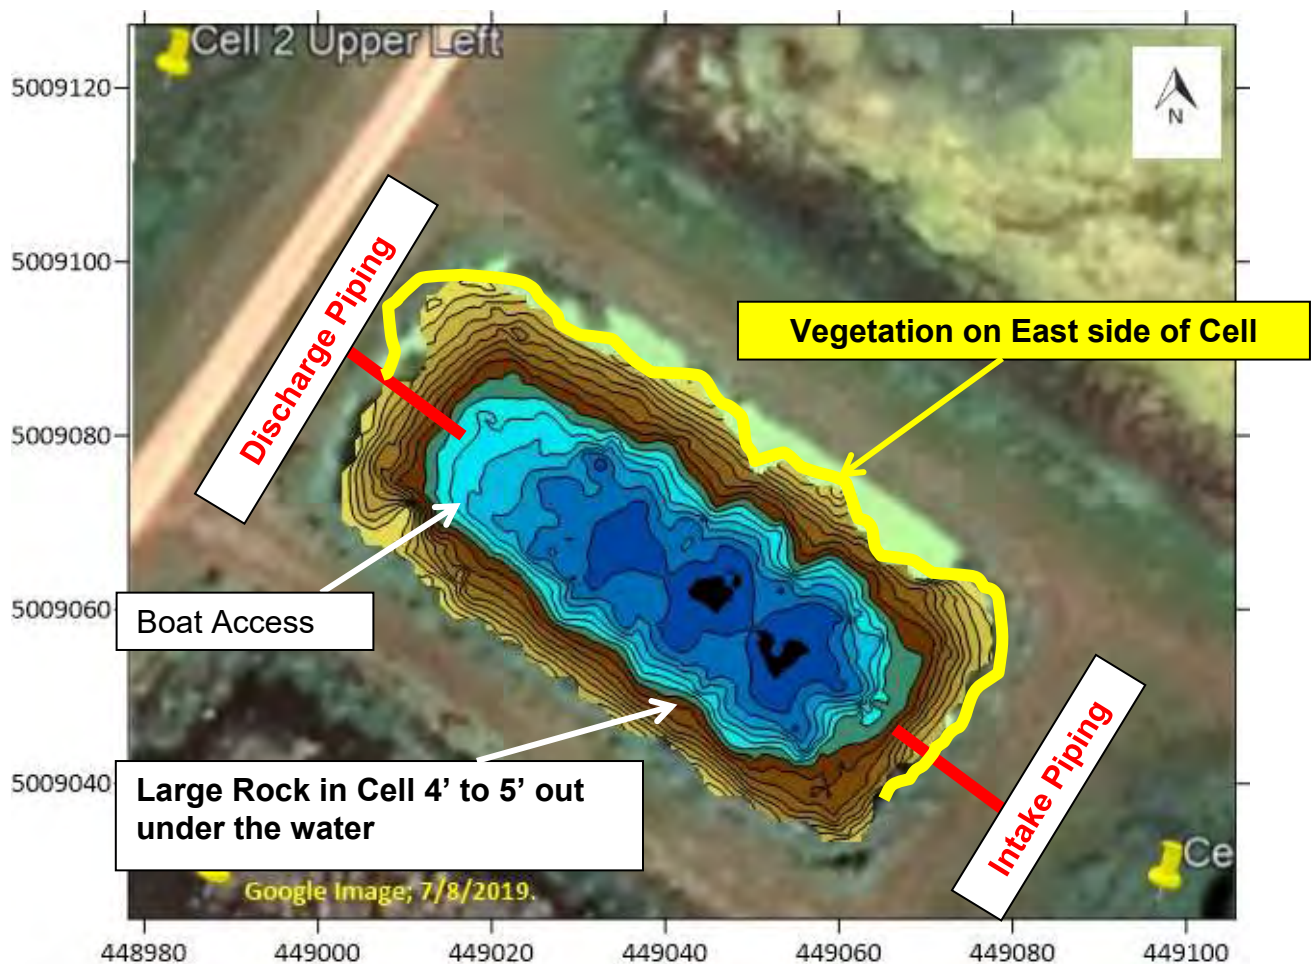 Cell 2 Upper Left
N
5009120
5009100
5009080
5009060
5009040
Discharge Piping
Vegetation on East side of Cell
Boat Access
Large Rock in Cell 4’ to 5’ out
under the water
Intake Piping
Ce
Google Image; 7/8/2019.
448980
449000
449020
449040
449060
449080
449100